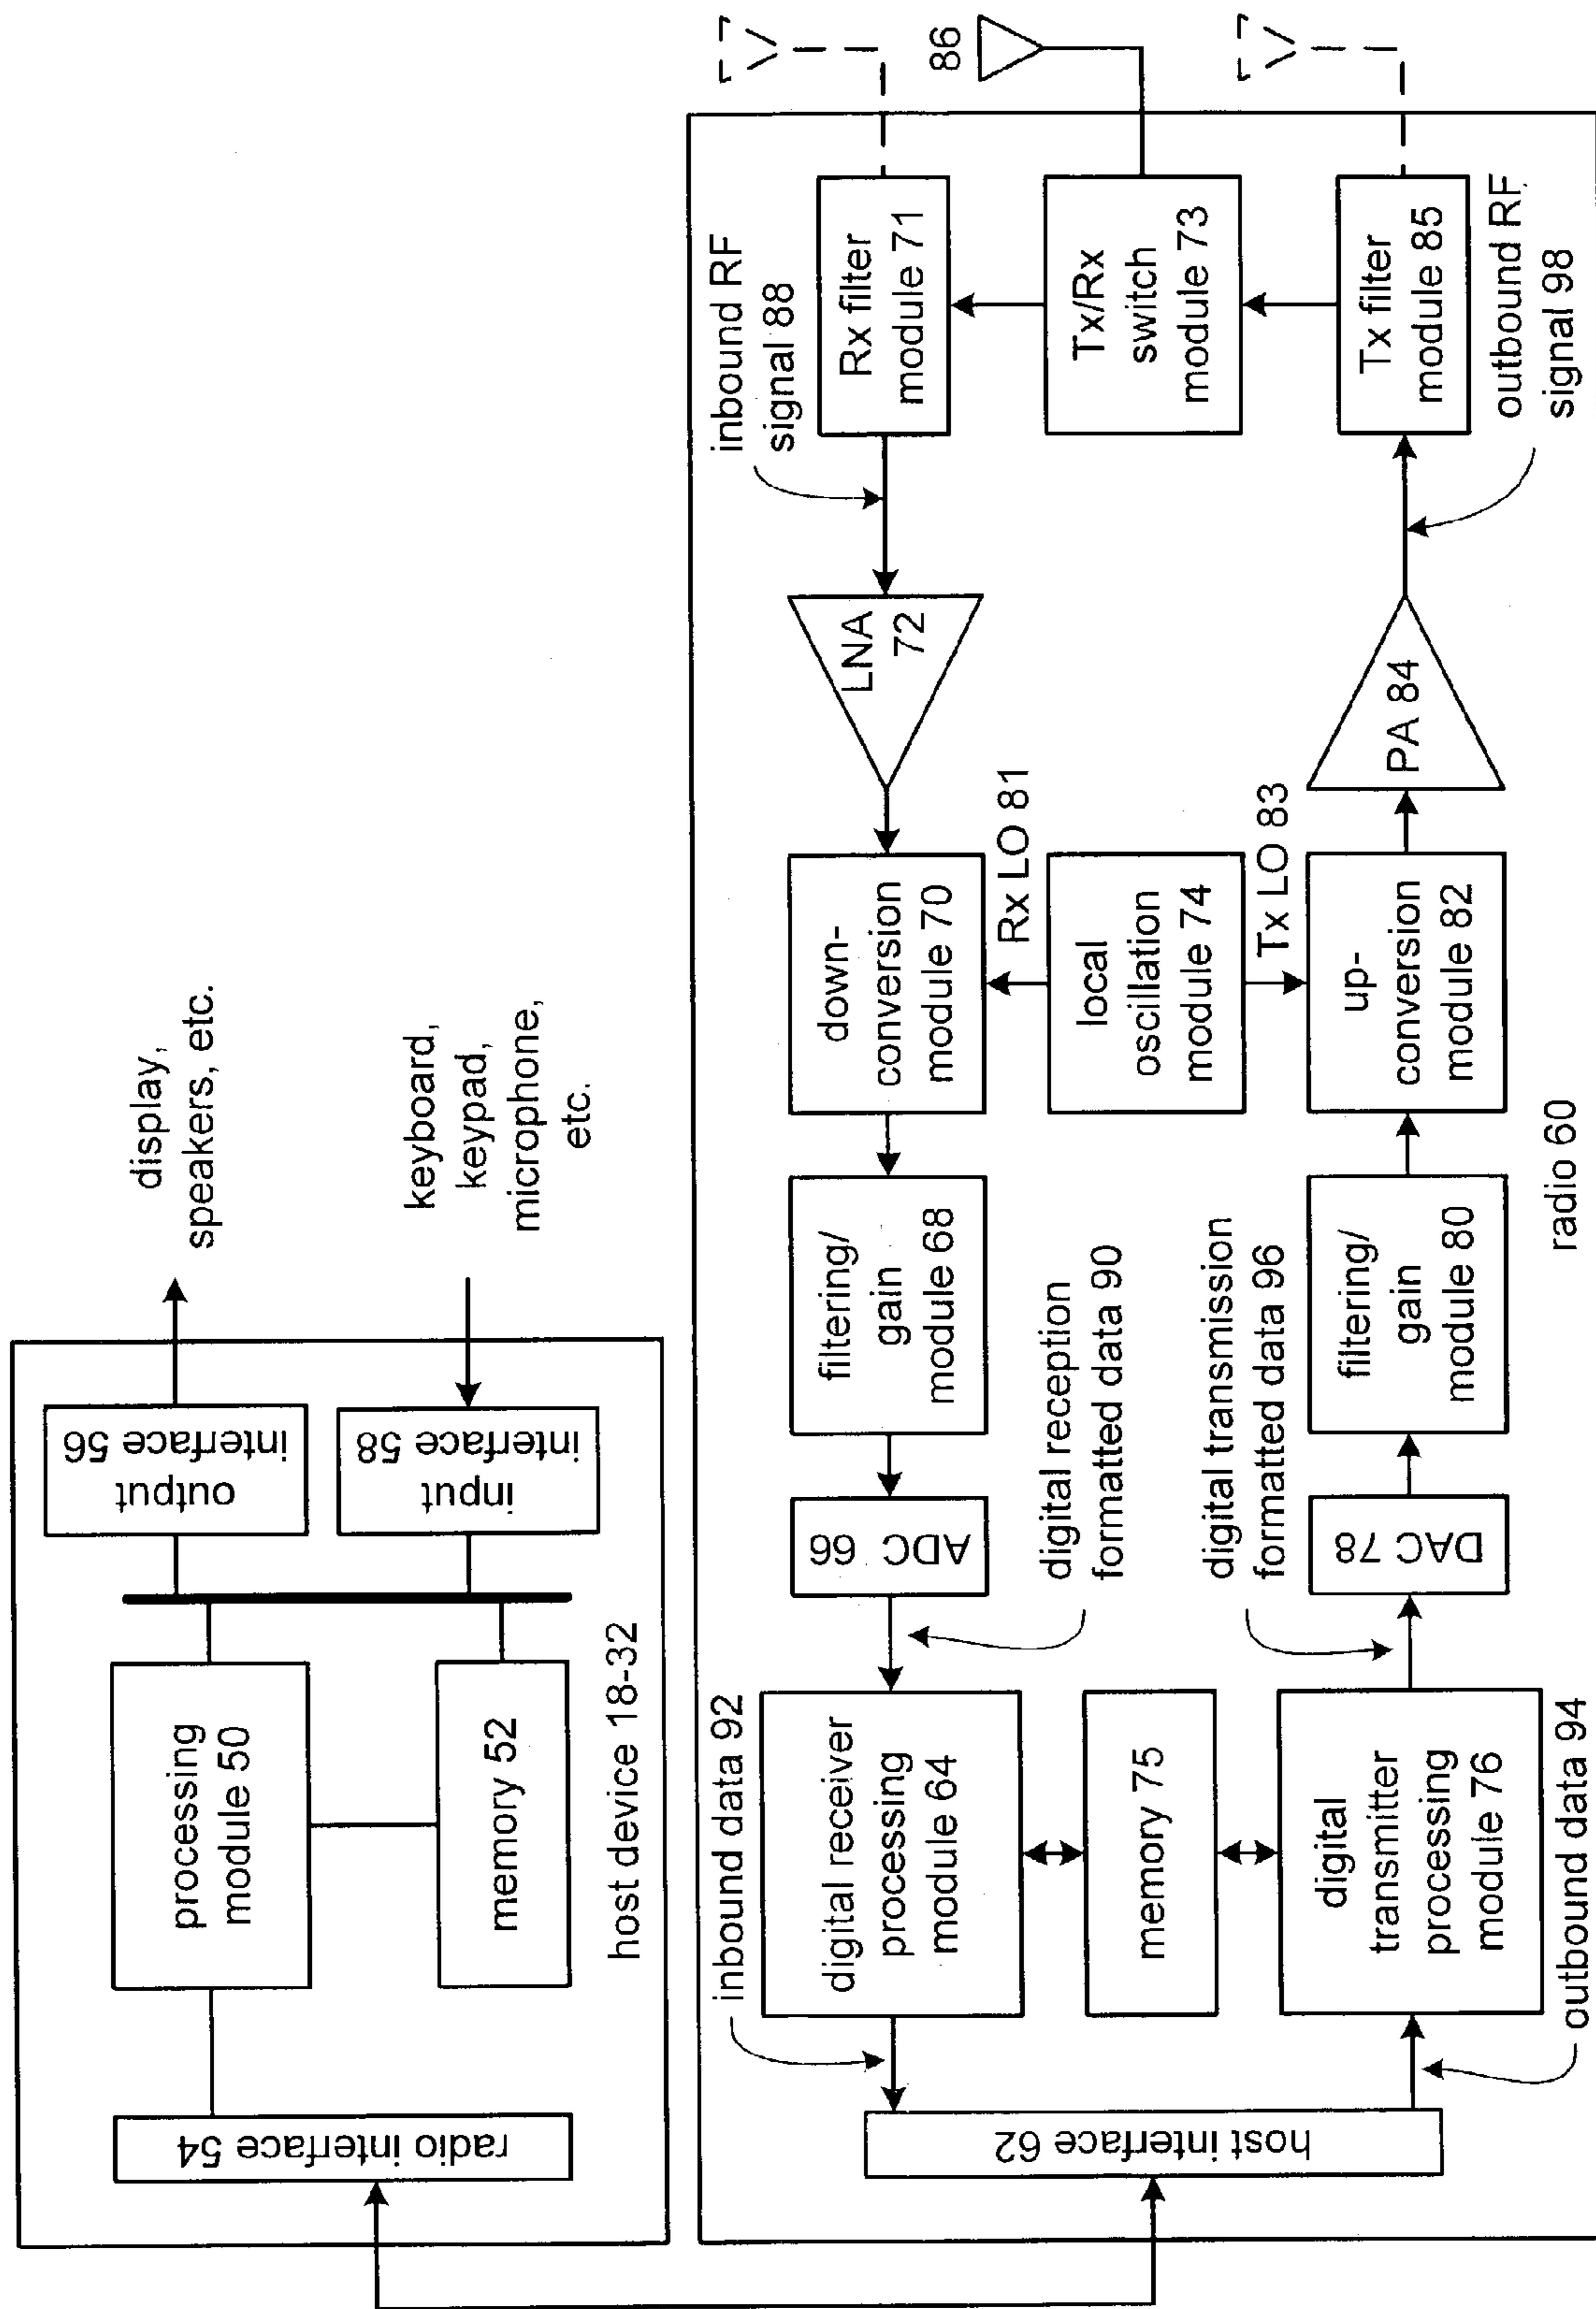 radio interface 54
processing
module 50
memory 52
output
interface 56
input
interface 58
display,
speakers, etc.
keyboard,
keypad,
microphone,
etc.
host device 18-32
host interface 62
inbound data 92
digital receiver
processing
module 64
memory 75
digital
transmitter
processing
module 76
outbound data 94
ADC 66
digital reception
formatted data 90
digital transmission
formatted data 96
DAC 78
filtering/
gain
module 68
filtering/
gain
module 80
down-
conversion
module 70
Rx LO 81
local
oscillation
module 74
Tx LO 83
up-
conversion
module 82
LNA
72
PA 84
inbound RF
signal 88
Rx filter
module 71
Tx/Rx
switch
module 73
Tx filter
module 85
outbound RF
signal 98
86
radio 60